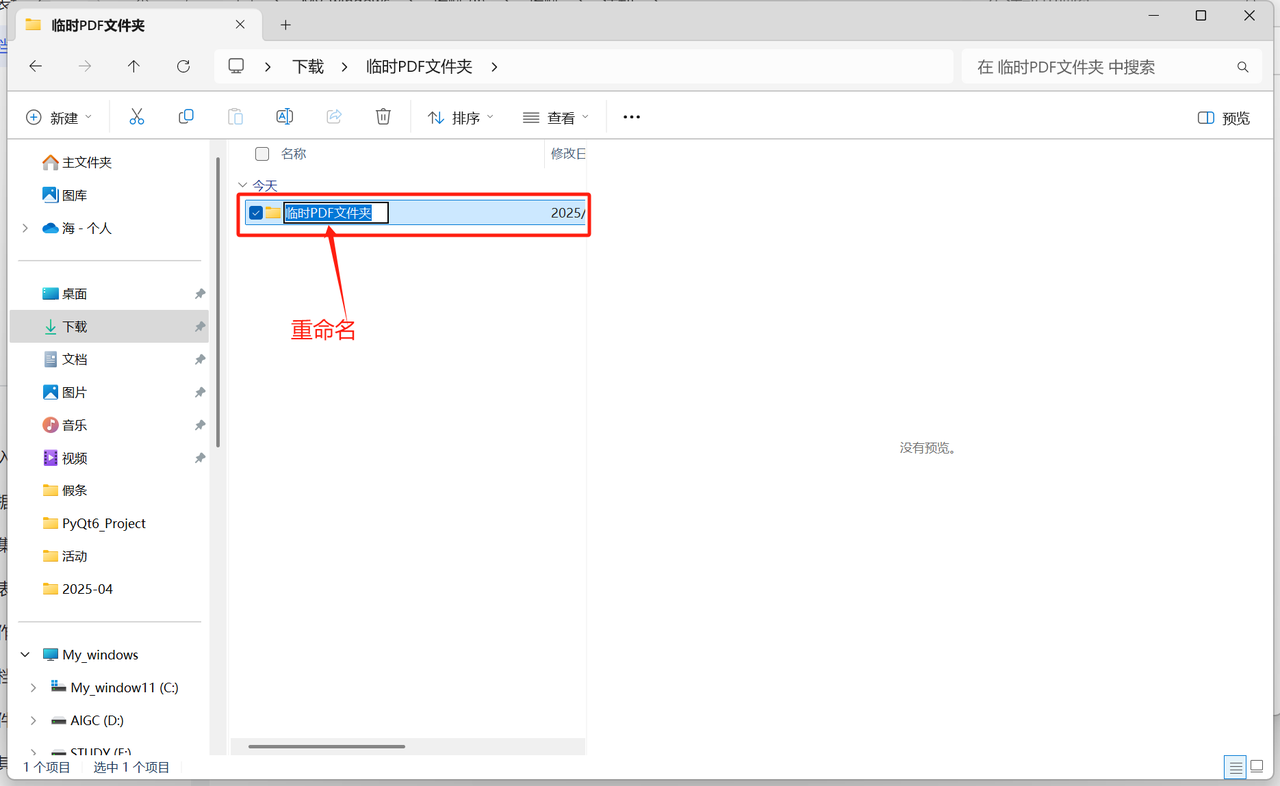 临时PDF文件夹
下载 临时PDF文件夹
在 临时PDF文件夹 中搜索
新建 排序 查看 预览
主文件夹
图库
海 - 个人
桌面
下载
文档
图片
音乐
视频
假条
PyQt6_Project
活动
2025-04
My_windows
My_window11 (C:)
AIGC (D:)
STUDY (E:)
名称 修改日
今天
临时PDF文件夹 2025/
重命名
没有预览。
1 个项目 选中 1 个项目